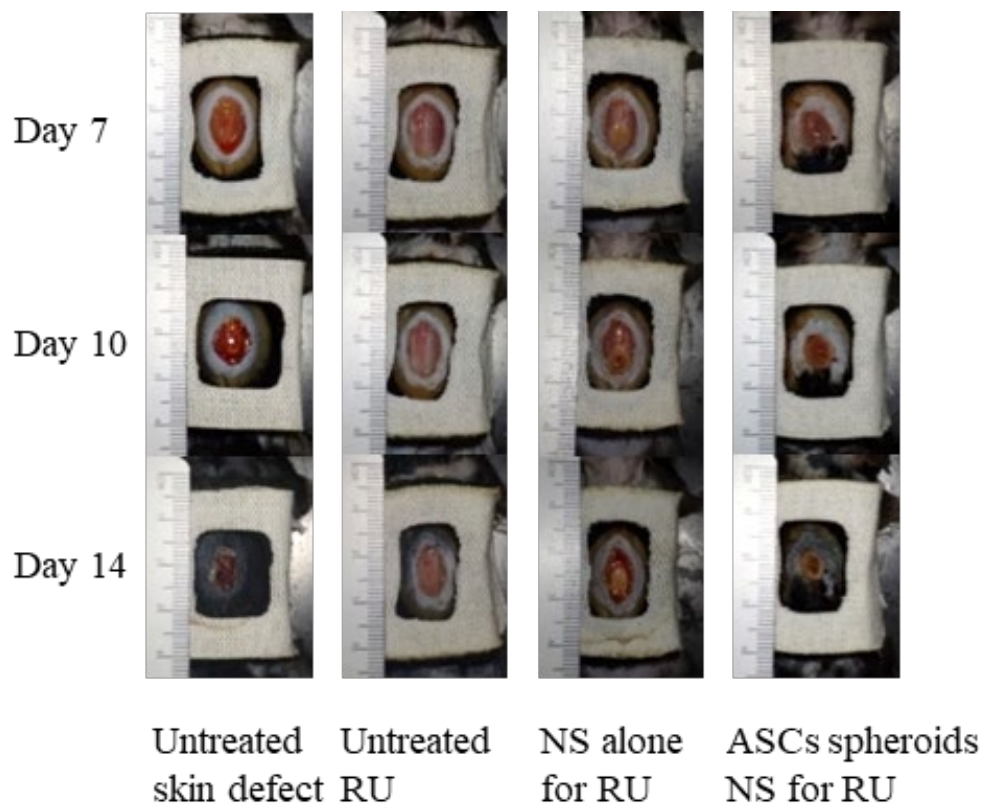 Day 7
Day 10
Day 14
Untreated skin defect
Untreated RU
NS alone for RU
ASCs spheroids NS for RU